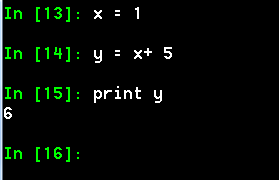 In [13]: x = 1
In [14]: y = x+ 5
In [15]: print y
6
In [16]: